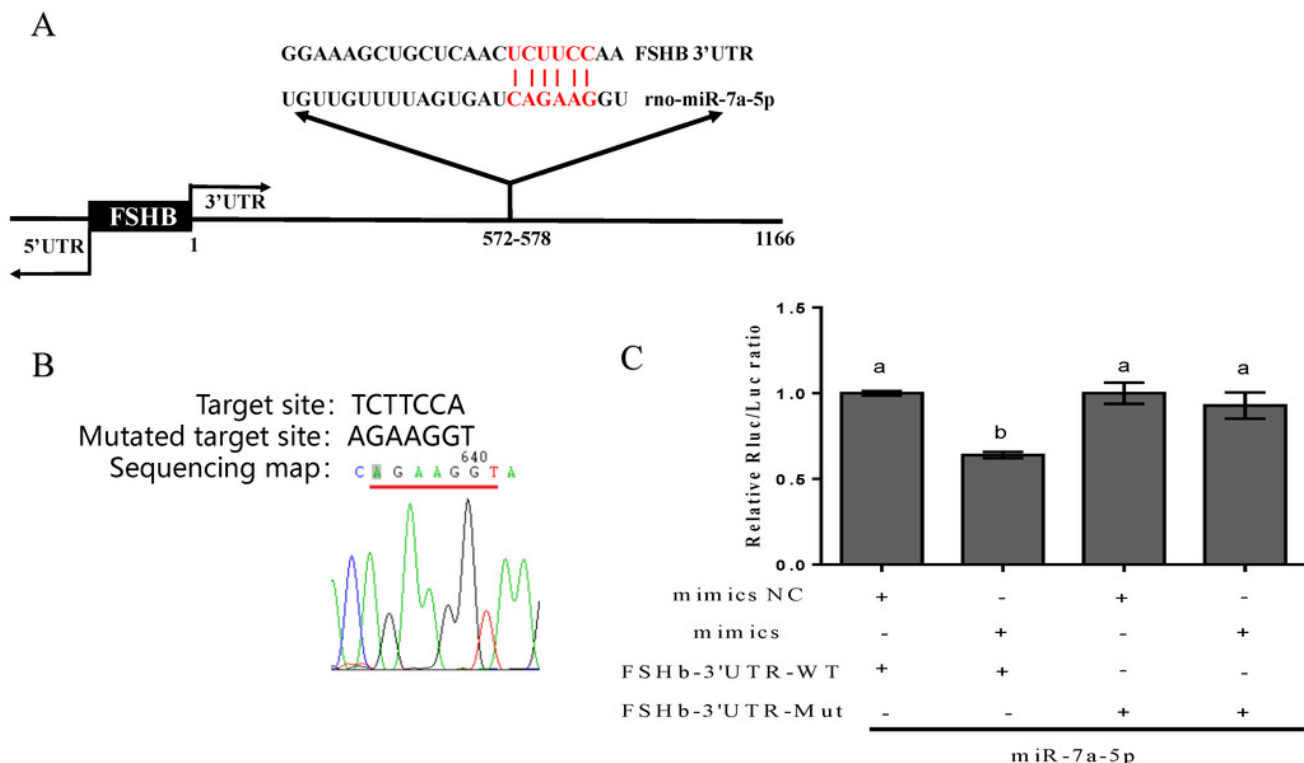 A
GGAAAGCUGCUCAACUCUUCCAA FSHB 3'UTR
UGUUGUUUUAGUGAUCAGAAGGU rno-miR-7a-5p
FSHB
3'UTR
5'UTR
1
572-578
1166
B
Target site: TCTTCCA
Mutated target site: AGAAGGT
640
Sequencing map: C A G A A G G T A
C
Relative Rluc/Luc ratio
1.5
1.0
0.5
0.0
a b a a
mimics NC + - + -
mimics - + - +
FSHb-3'UTR-WT + + - -
FSHb-3'UTR-Mut - - + +
miR-7a-5p